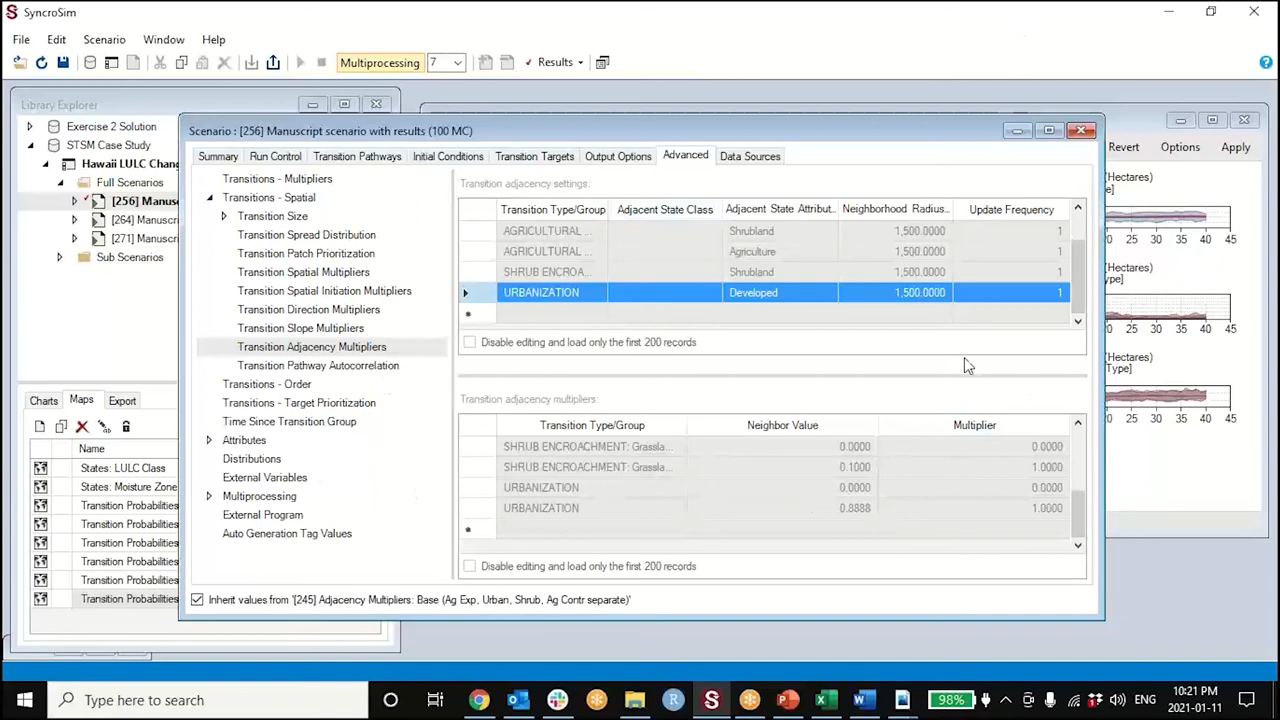 SyncroSim
File Edit Scenario Window Help
Multiprocessing 7 Results
Library Explorer
Exercise 2 Solution
STSM Case Study
Hawaii LULC Chang
Full Scenarios
[256] Manus
[264] Manuscri
[271] Manuscri
Sub Scenarios
Charts Maps Export
Name
States: LULC Class
States: Moisture Zone
Transition Probabilities
Transition Probabilities
Transition Probabilities
Transition Probabilities
Transition Probabilities
Transition Probabilities
Scenario : [256] Manuscript scenario with results (100 MC)
Summary Run Control Transition Pathways Initial Conditions Transition Targets Output Options Advanced Data Sources
Transitions - Multipliers
Transitions - Spatial
Transition Size
Transition Spread Distribution
Transition Patch Prioritization
Transition Spatial Multipliers
Transition Spatial Initiation Multipliers
Transition Direction Multipliers
Transition Slope Multipliers
Transition Adjacency Multipliers
Transition Pathway Autocorrelation
Transitions - Order
Transitions - Target Prioritization
Time Since Transition Group
Attributes
Distributions
External Variables
Multiprocessing
External Program
Auto Generation Tag Values
Transition adjacency settings:
Transition Type/Group Adjacent State Class Adjacent State Attribut... Neighborhood Radius... Update Frequency
AGRICULTURAL ... Shrubland 1,500.0000 1
AGRICULTURAL ... Agriculture 1,500.0000 1
SHRUB ENCROA... Shrubland 1,500.0000 1
URBANIZATION Developed 1,500.0000 1
Disable editing and load only the first 200 records
Transition adjacency multipliers:
Transition Type/Group Neighbor Value Multiplier
SHRUB ENCROACHMENT: Grassla... 0.0000 0.0000
SHRUB ENCROACHMENT: Grassla... 0.1000 1.0000
URBANIZATION 0.0000 0.0000
URBANIZATION 0.8888 1.0000
Disable editing and load only the first 200 records
Inherit values from '[245] Adjacency Multipliers: Base (Ag Exp, Urban, Shrub, Ag Contr separate)'
Revert Options Apply
(Hectares)
20 25 30 35 40 45
(Hectares)
ype]
20 25 30 35 40 45
(Hectares)
Type]
20 25 30 35 40 45
Type here to search
98%
ENG
10:21 PM
2021-01-11